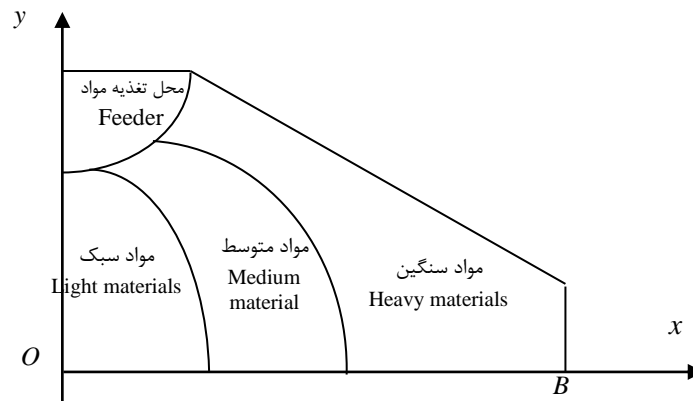 y
محل تغذیه مواد
Feeder
مواد سبک
Light materials
مواد متوسط
Medium
material
مواد سنگین
Heavy materials
x
O
B